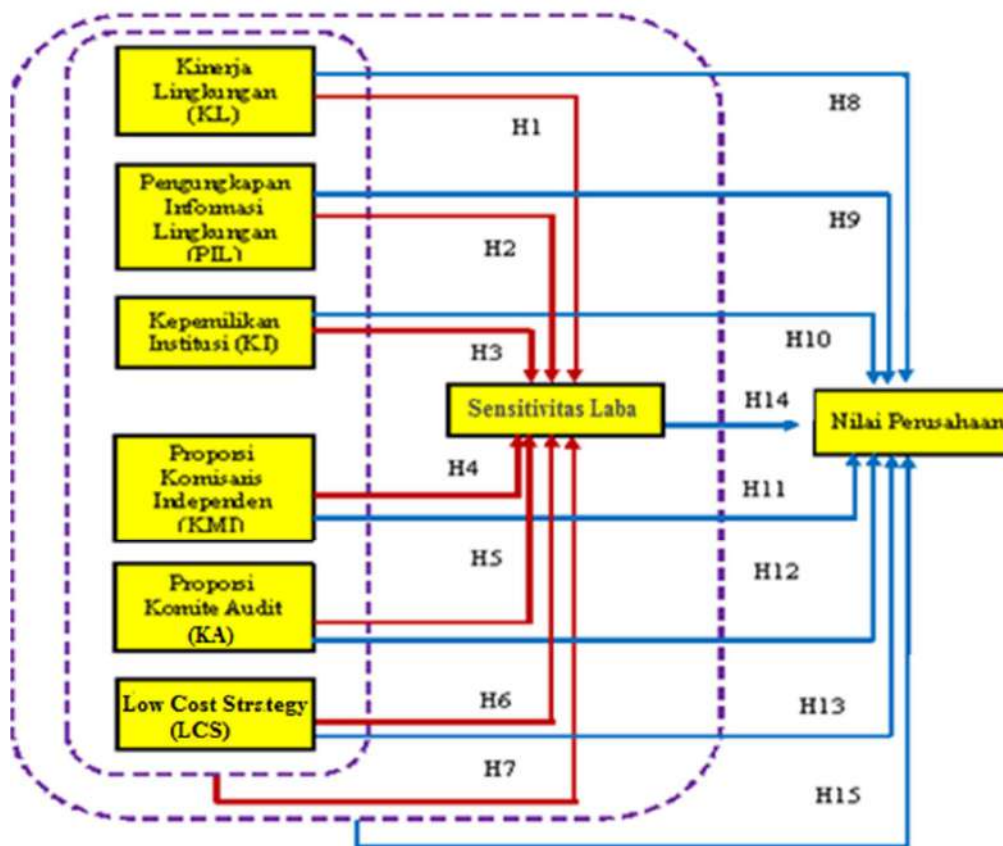 Kinerja
Lingkungan
(KL)
H8
H1
Pengungkapan
Informasi
Lingkungan
(PIL)
H9
H2
Kepemilikan
Institusi (KI)
H10
H3
Sensitivitas Laba
H14
Nilai Perusahaan
Proporsi
Komisaris
Independen
(KMI)
H4
H11
H5
H12
Proporsi
Komite Audit
(KA)
Low Cost Strstegy
(LCS)
H6
H13
H7
H15